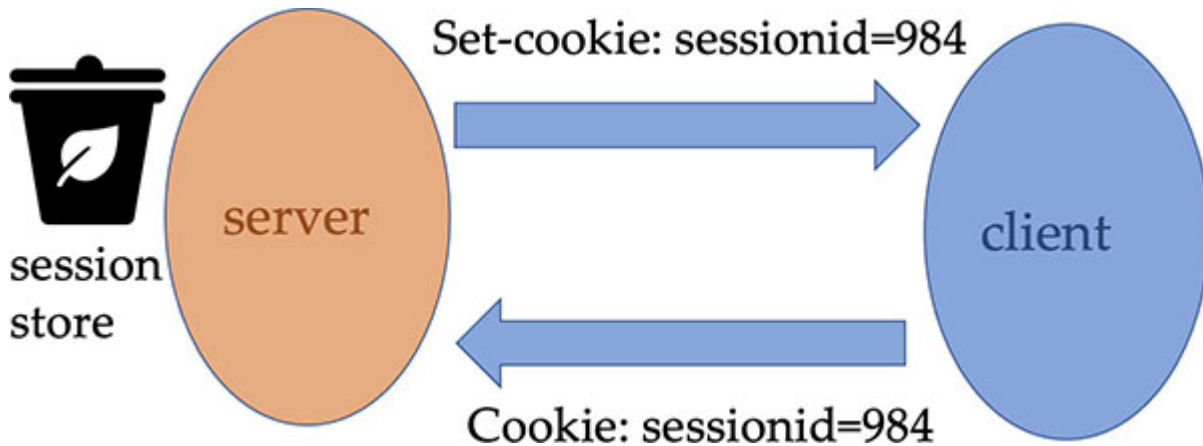 Set-cookie: sessionid=984
server
client
session
store
Cookie: sessionid=984